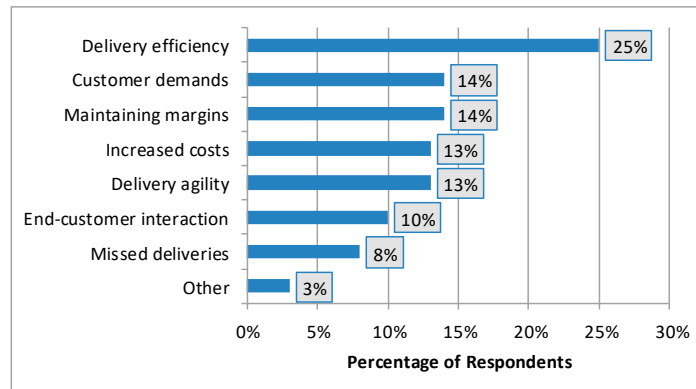 Delivery efficiency 25%
Customer demands 14%
Maintaining margins 14%
Increased costs 13%
Delivery agility 13%
End-customer interaction 10%
Missed deliveries 8%
Other 3%
0% 5% 10% 15% 20% 25% 30%
Percentage of Respondents